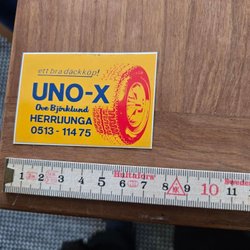 ett bra däckköp!
UNO-X
Ove Björklund
HERRLJUNGA
0513 - 114 75
1 2 3 4 5 6 7 8 9 10 11
Hultafors
Sweden